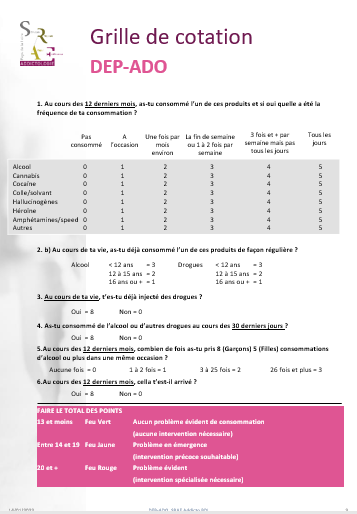 S R
A F
ADDICTOLOGIE
Grille de cotation
DEP-ADO
1. Au cours des 12 derniers mois, as-tu consommé l'un de ces produits et si oui quelle a été la
fréquence de ta consommation ?
Pas consommé A l'occasion Une fois par mois environ La fin de semaine ou 1 à 2 fois par semaine 3 fois et + par semaine mais pas tous les jours Tous les jours
Alcool 0 1 2 3 4 5
Cannabis 0 1 2 3 4 5
Cocaïne 0 1 2 3 4 5
Colle/solvant 0 1 2 3 4 5
Hallucinogènes 0 1 2 3 4 5
Héroïne 0 1 2 3 4 5
Amphétamines/speed 0 1 2 3 4 5
Autres 0 1 2 3 4 5
2. b) Au cours de ta vie, as-tu déjà consommé l'un de ces produits de façon régulière ?
Alcool < 12 ans = 3 Drogues < 12 ans = 3
12 à 15 ans = 2 12 à 15 ans = 2
16 ans ou + = 1 16 ans ou + = 1
3. Au cours de ta vie, t'es-tu déjà injecté des drogues ?
Oui = 8 Non = 0
4. As-tu consommé de l'alcool ou d'autres drogues au cours des 30 derniers jours ?
5.Au cours des 12 derniers mois, combien de fois as-tu pris 8 (Garçons) 5 (Filles) consommations
d'alcool ou plus dans une même occasion ?
Aucune fois = 0 1 à 2 fois = 1 3 à 25 fois = 2 26 fois et plus = 3
6.Au cours des 12 derniers mois, cella t'est-il arrivé ?
Oui = 8 Non = 0
FAIRE LE TOTAL DES POINTS
13 et moins Feu Vert Aucun problème évident de consommation
(aucune intervention nécessaire)
Entre 14 et 19 Feu Jaune Problème en émergence
(intervention précoce souhaitable)
20 et + Feu Rouge Problème évident
(intervention spécialisée nécessaire)